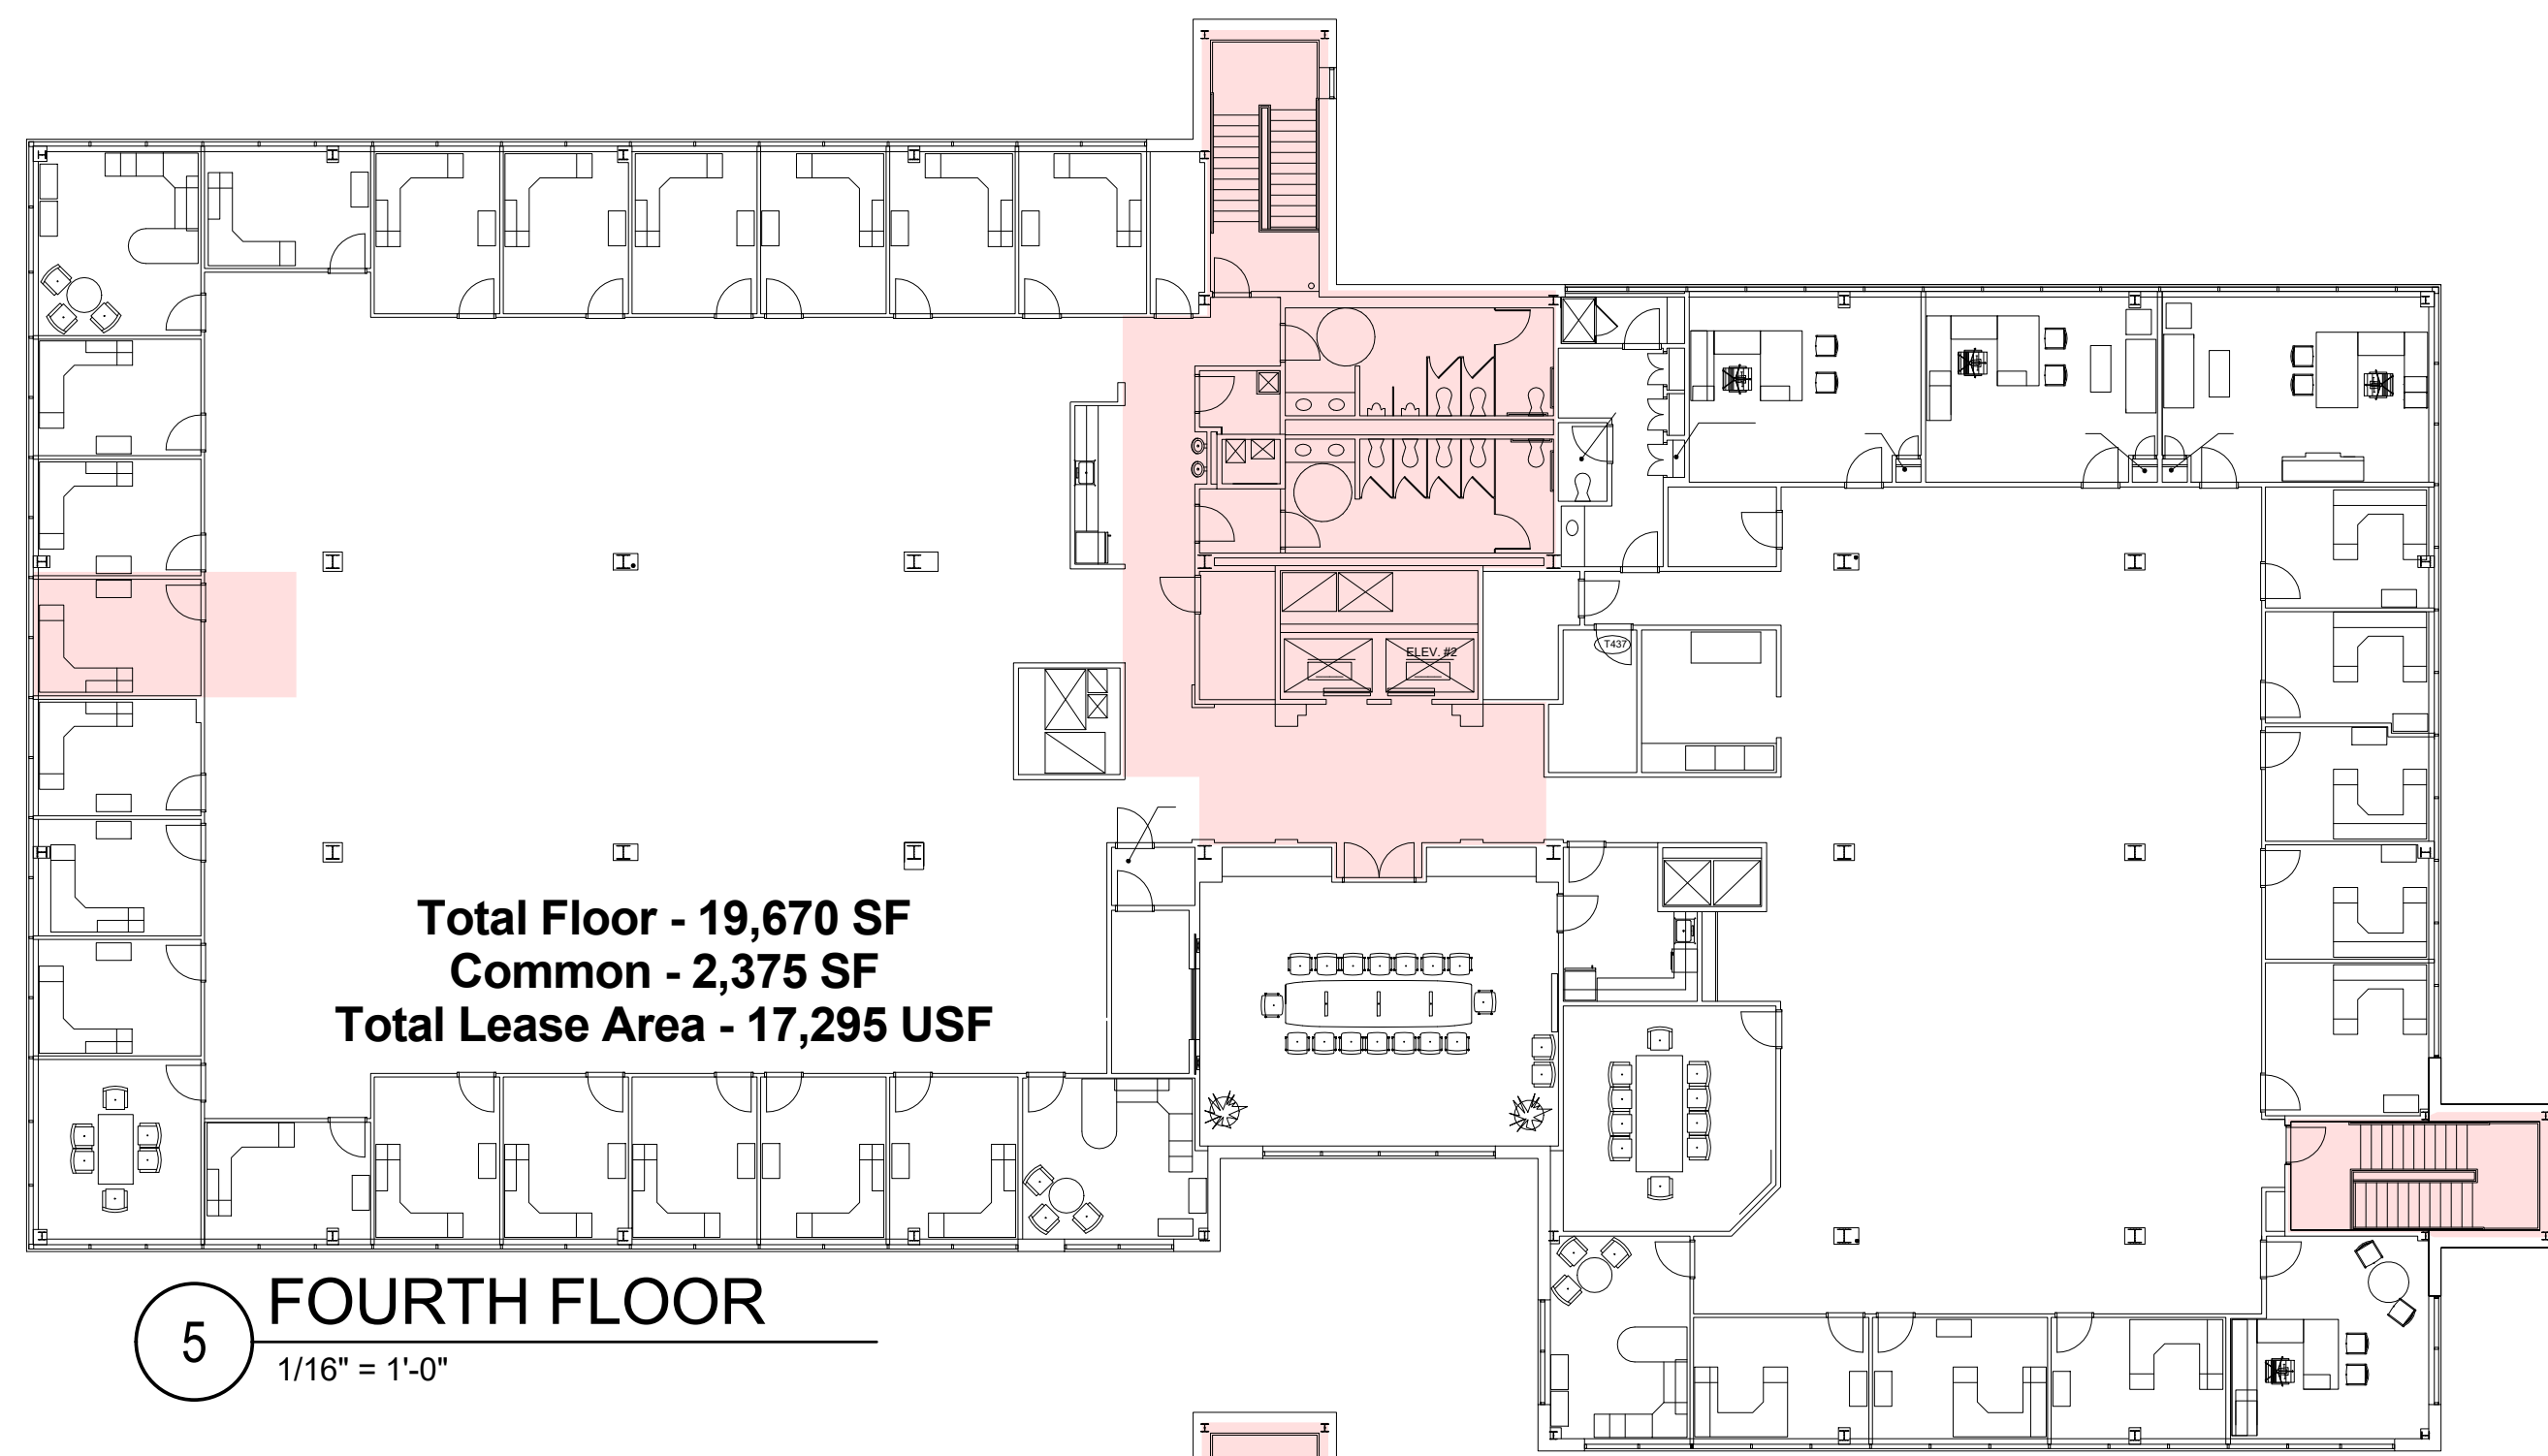 ELEV. #2
T437
Total Floor - 19,670 SF
Common - 2,375 SF
Total Lease Area - 17,295 USF
5
FOURTH FLOOR
1/16" = 1'-0"